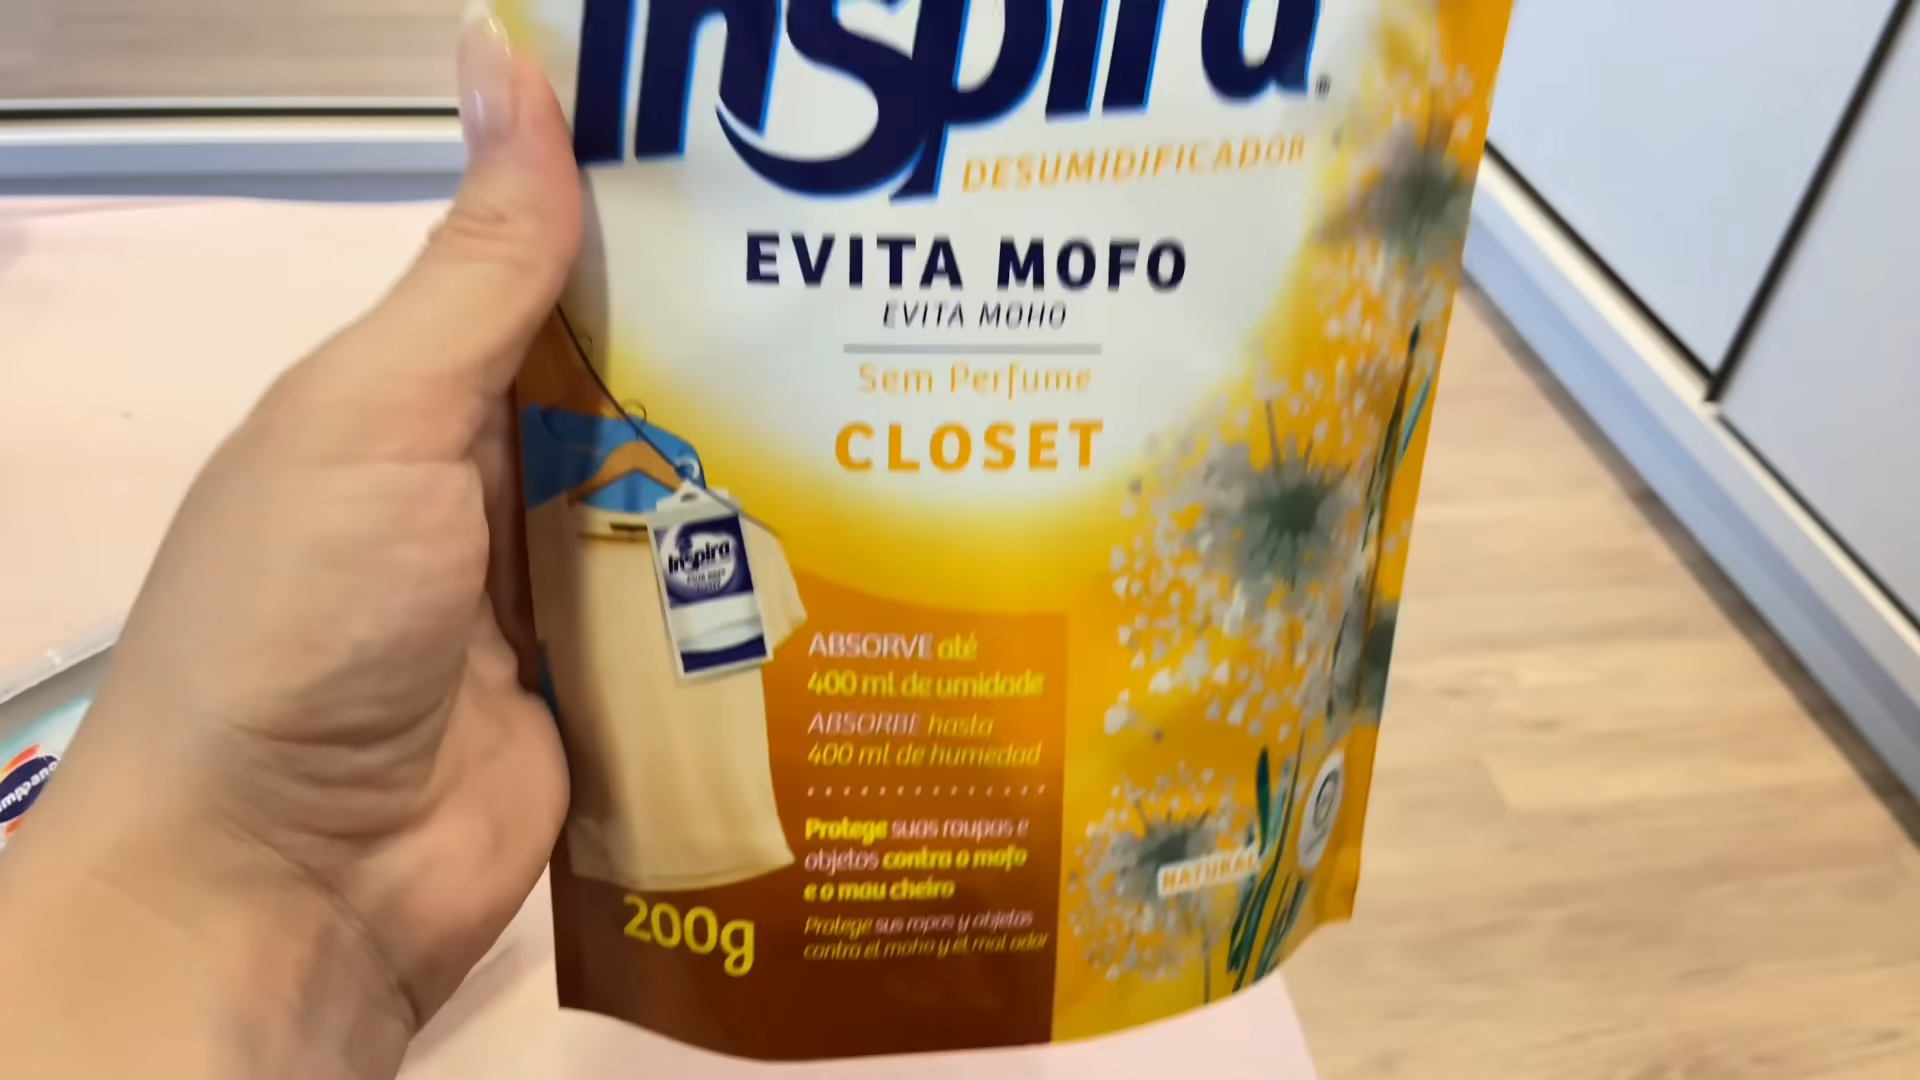 Inspira
DESUMIDIFICADOR
EVITA MOFO
EVITA MOHO
Sem Perfume
CLOSET
Inspira
ABSORVE até
400 ml de umidade
ABSORBE hasta
400 ml de humedad
Protege suas roupas e
objetos contra o mofo
e o mau cheiro
Protege sus ropas y objetos
contra el moho y el mal odor
200g
NATURAL